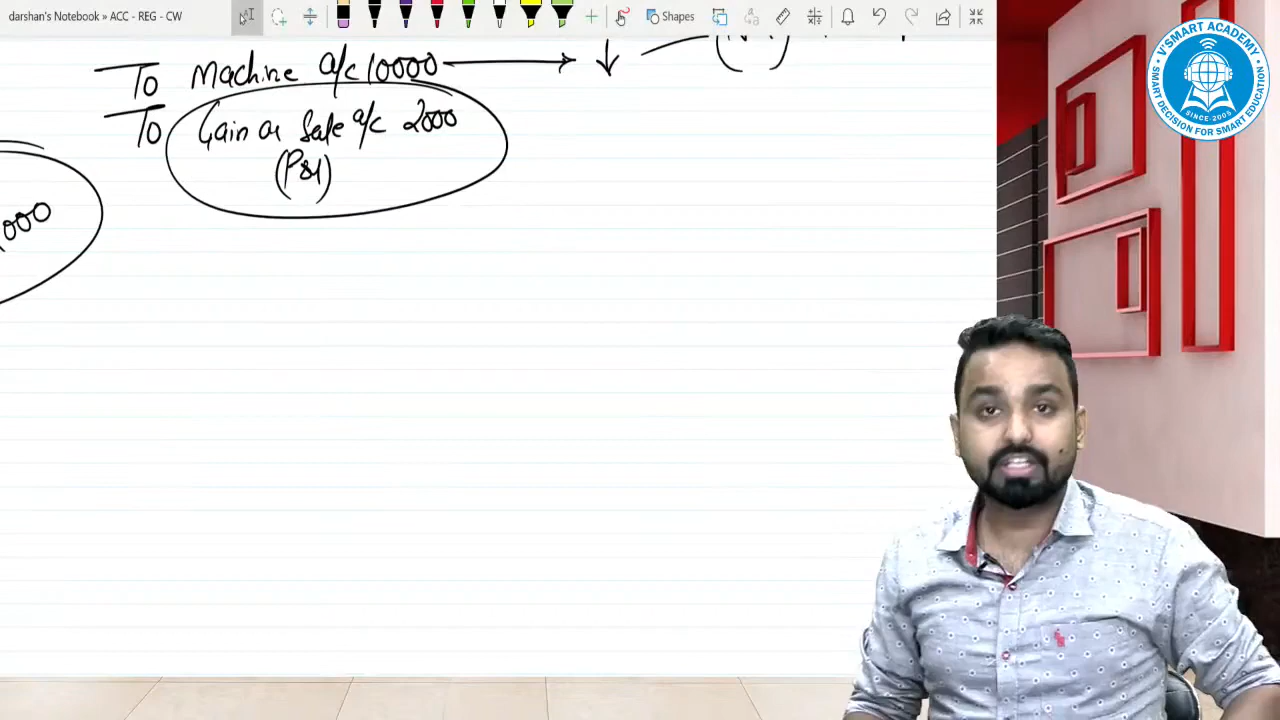 darshan's Notebook » ACC - REG - CW
Shapes
To Machine a/c 10000
To Gain on Sale a/c 2000
(P&l)
000
V'SMART ACADEMY
SMART DECISION FOR SMART EDUCATION
SINCE-2005